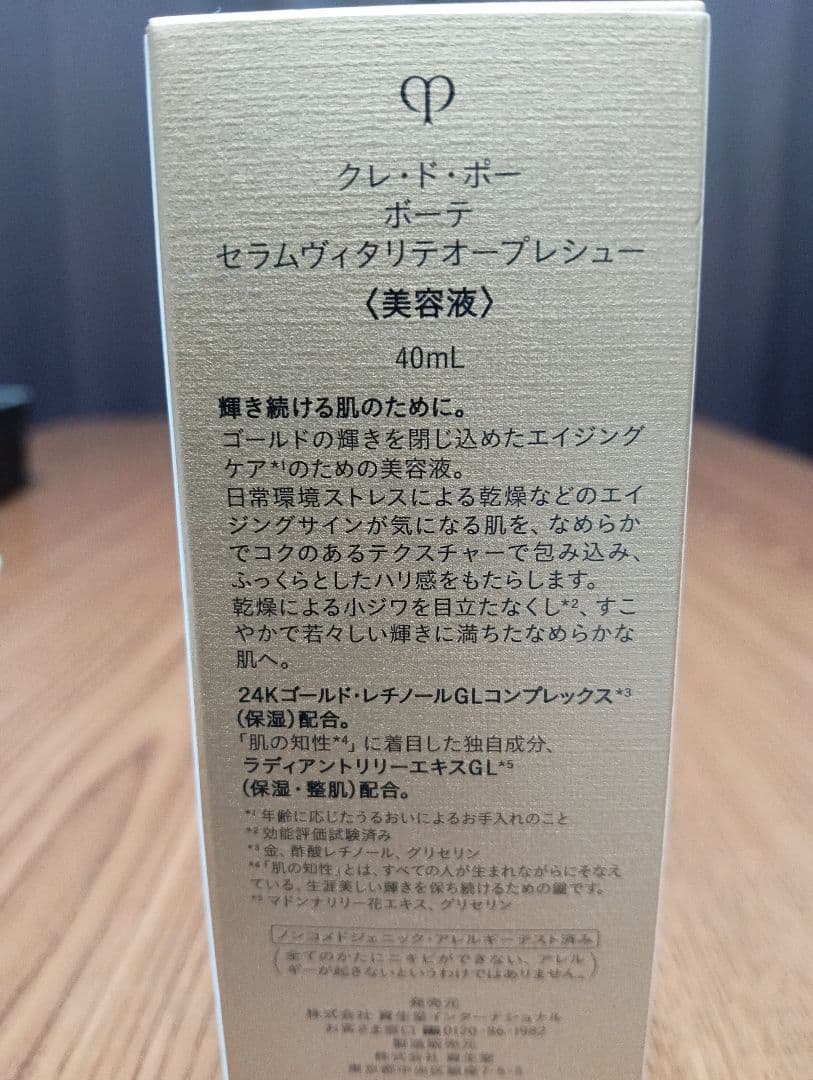 クレ・ド・ポー
ボーテ
セラムヴィタリテオープレシュー
〈美容液〉
40mL
輝き続ける肌のために。
ゴールドの輝きを閉じ込めたエイジング
ケア*1のための美容液。
日常環境ストレスによる乾燥などのエイ
ジングサインが気になる肌を、なめらか
でコクのあるテクスチャーで包み込み、
ふっくらとしたハリ感をもたらします。
乾燥による小ジワを目立たなくし*2、すこ
やかで若々しい輝きに満ちたなめらかな
肌へ。
24Kゴールド・レチノールGLコンプレックス*3
(保湿)配合。
「肌の知性*4」に着目した独自成分、
ラディアントリリーエキスGL*5
(保湿・整肌)配合。
*1 年齢に応じたうるおいによるお手入れのこと
*2 効能評価試験済み
*3 金、酢酸レチノール、グリセリン
*4「肌の知性」とは、すべての人が生まれながらにそなえ
ている、生涯美しい輝きを保ち続けるための鍵です。
*5 マドンナリリー花エキス、グリセリン
ノンコメドジェニック・アレルギーテスト済み
(全てのかたにニキビができない、アレル
ギーが起きないというわけではありません。)
発売元
株式会社 資生堂インターナショナル
お客さま窓口 0120-86-1982
製造販売元
株式会社 資生堂
東京都中央区銀座7-5-5